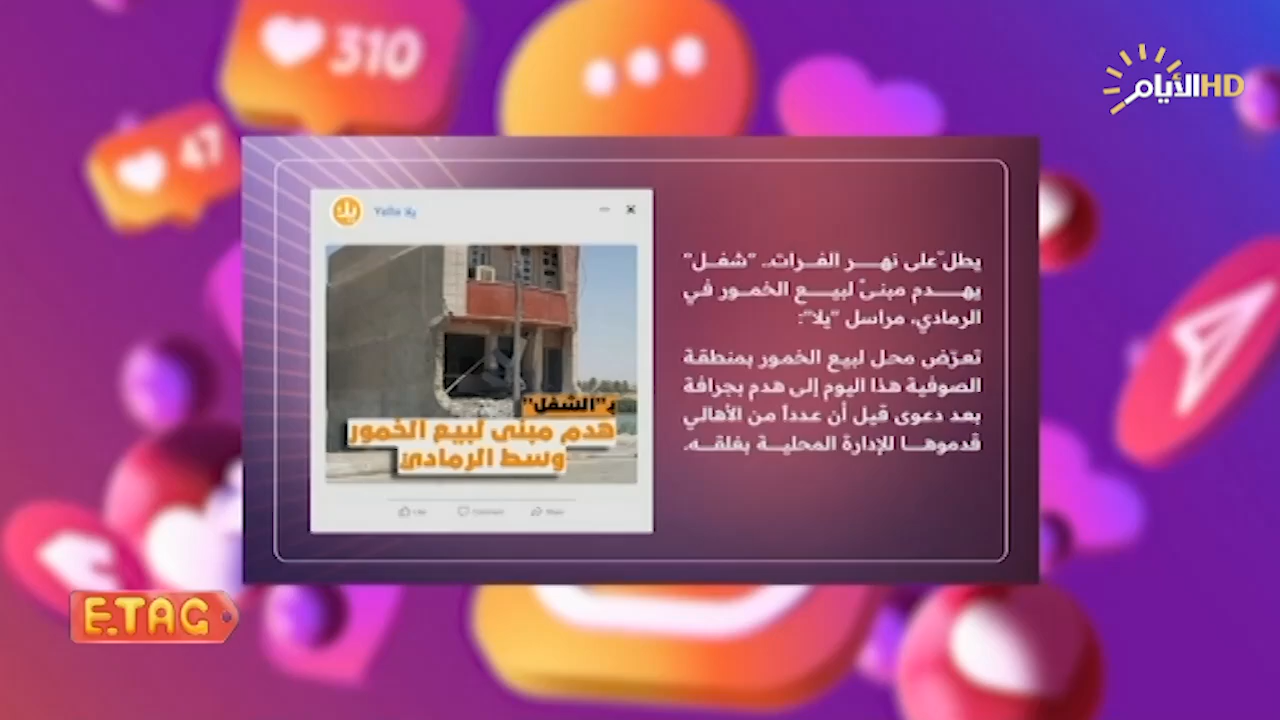 310
47
الأيام HD
يلا
Yalla يلا
يطلّ على نهر الفرات.. "شفل"
يهدم مبنىً لبيع الخمور في
الرمادي، مراسل "يلا":
تعرّض محل لبيع الخمور بمنطقة
الصوفية هذا اليوم إلى هدم بجرافة
بعد دعوى قيل أن عدداً من الأهالي
قدموها للإدارة المحلية بغلقه.
بـ"الشفل"
هدم مبنى لبيع الخمور
وسط الرمادي
Like Comment Share
E.TAG